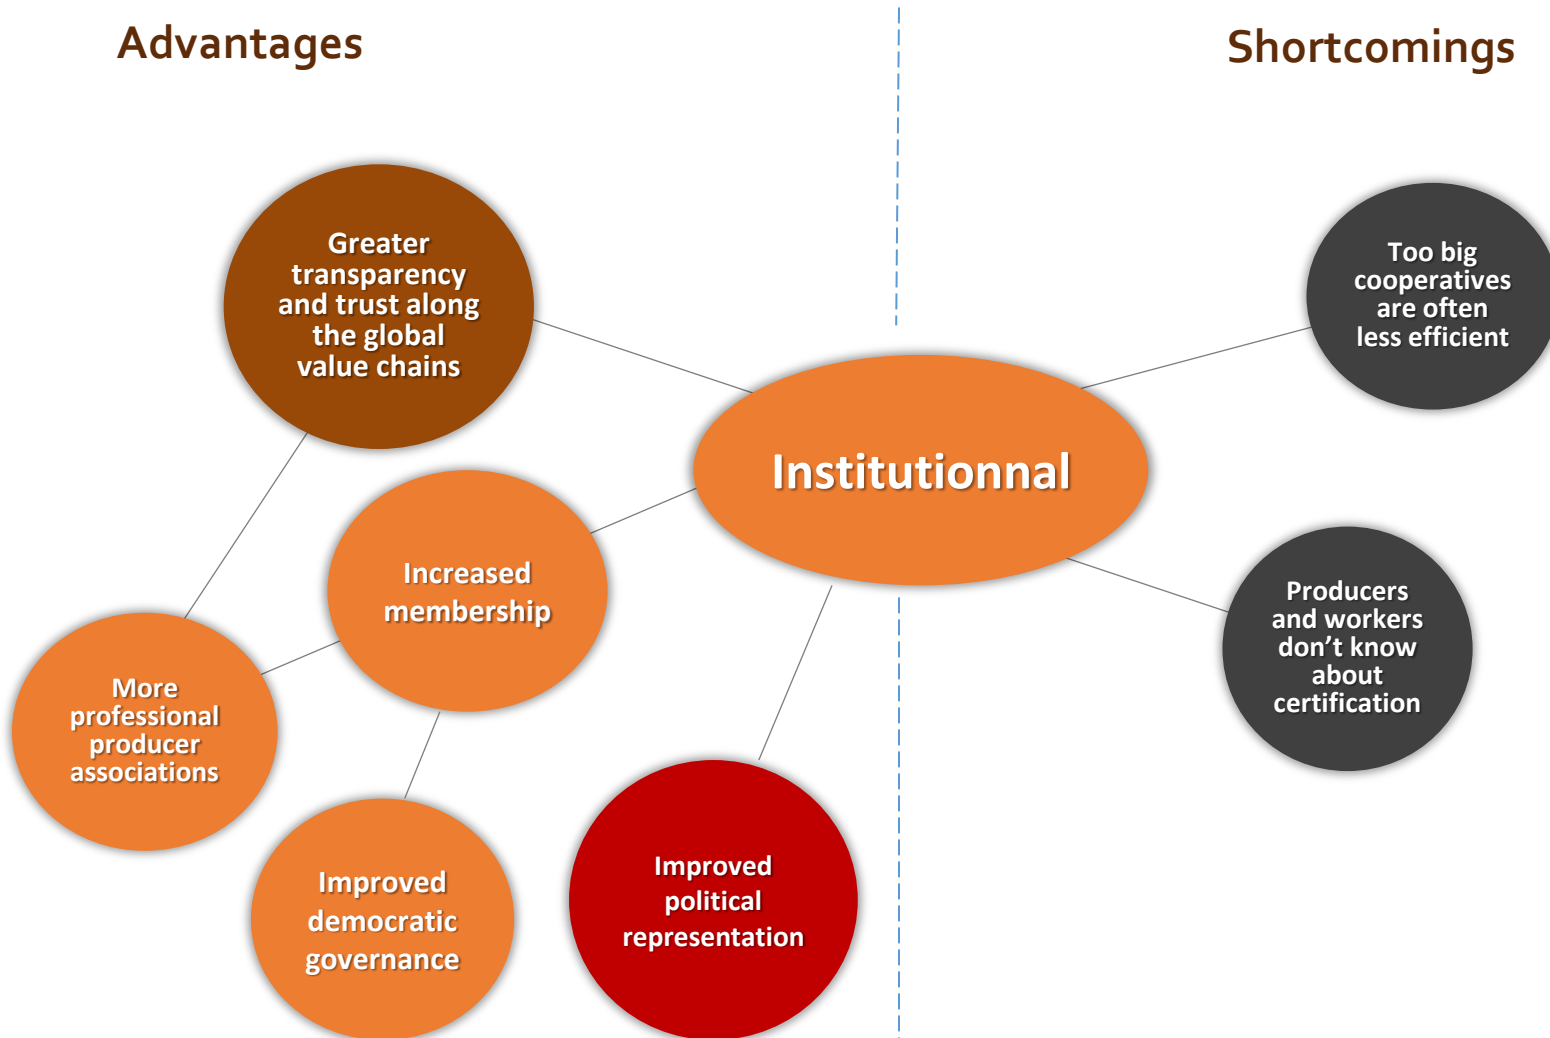 Advantages
Shortcomings
Greater
transparency
and trust along
the global
value chains
Too big
cooperatives
are often
less efficient
Institutionnal
Increased
membership
Producers
and workers
don’t know
about
certification
More
professional
producer
associations
Improved
democratic
governance
Improved
political
representation